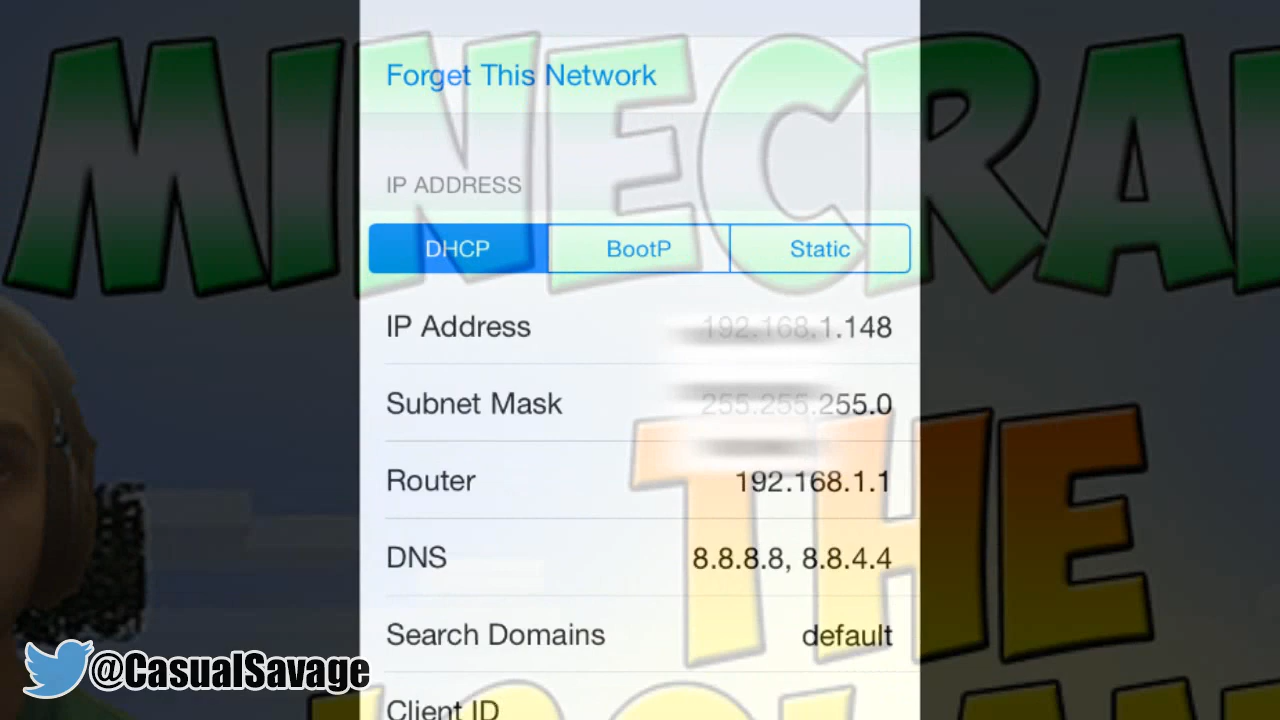 MINECRA
Forget This Network
IP ADDRESS
DHCP BootP Static
IP Address 192.168.1.148
Subnet Mask 255.255.255.0
Router 192.168.1.1
THE
DNS 8.8.8.8, 8.8.4.4
Search Domains default
@CasualSavage
Client ID